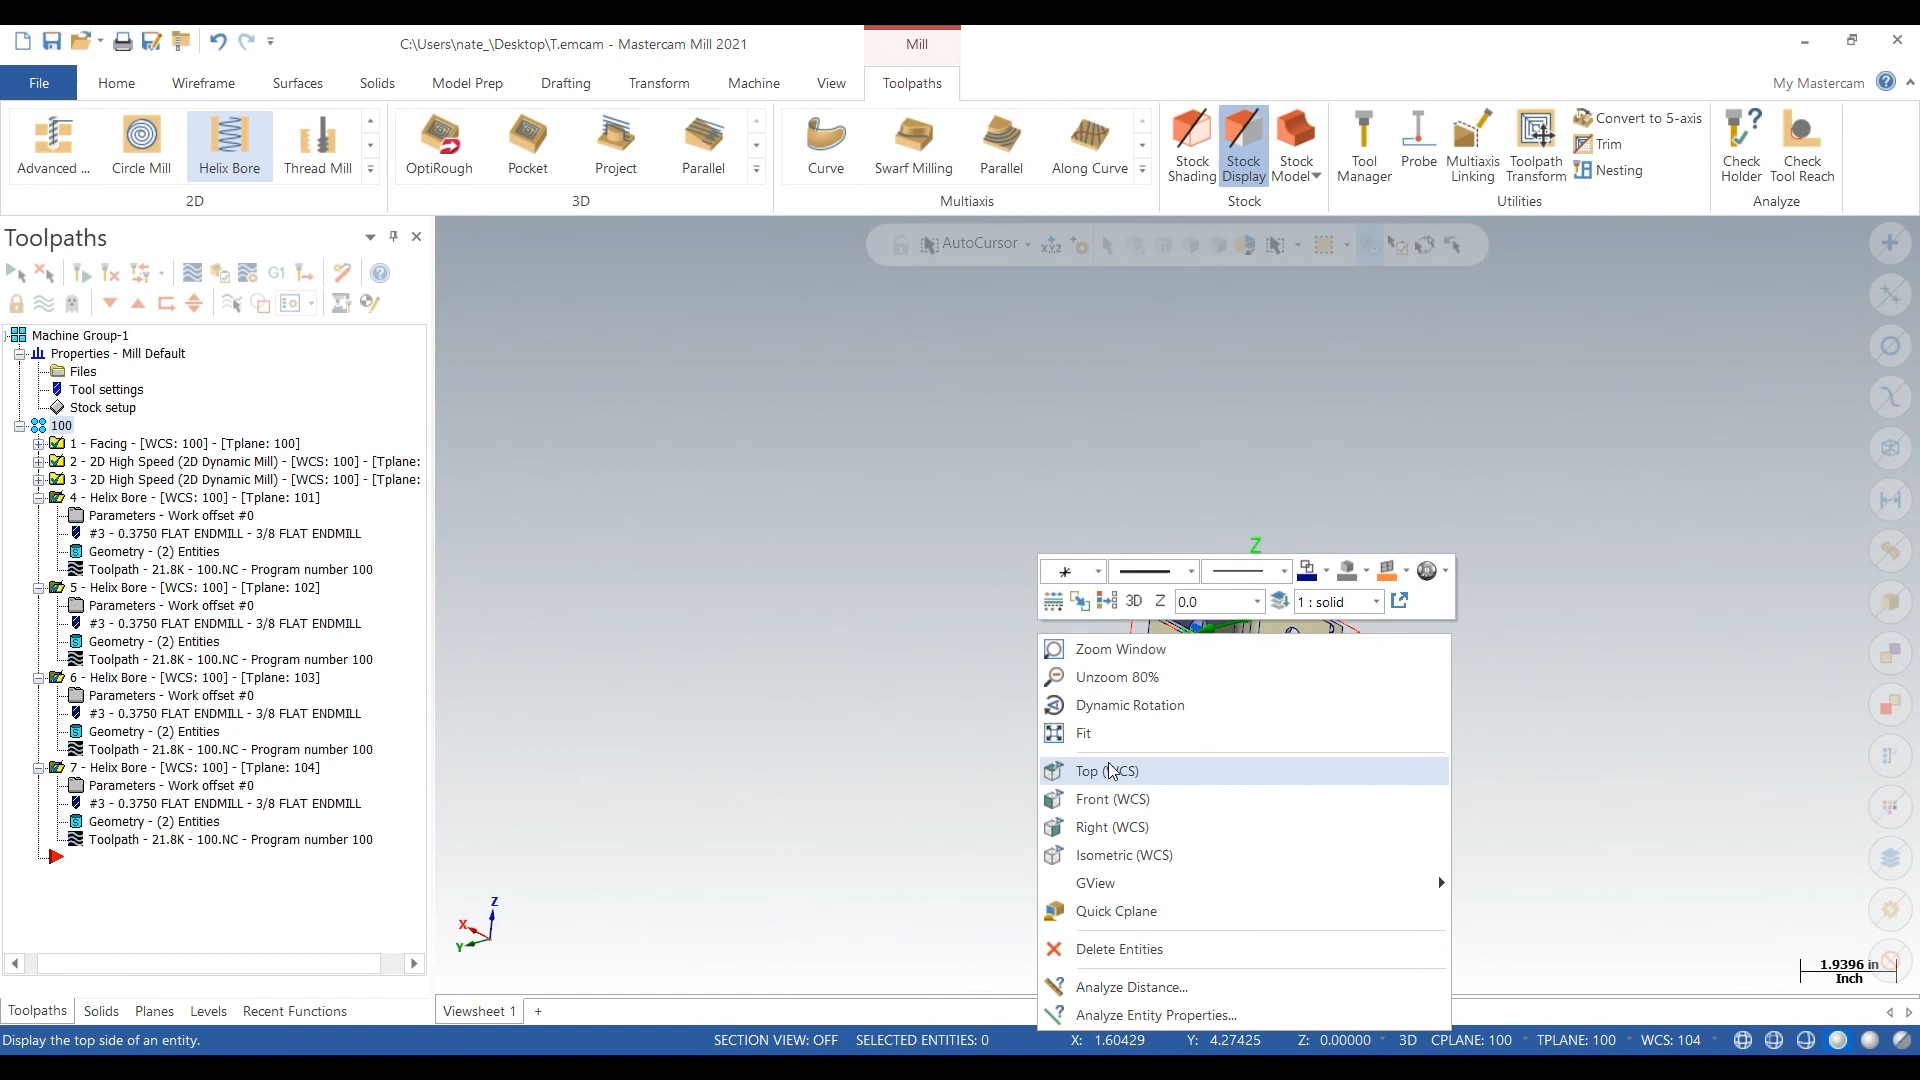 C:\Users\nate_\Desktop\T.emcam - Mastercam Mill 2021
Mill
File Home Wireframe Surfaces Solids Model Prep Drafting Transform Machine View Toolpaths My Mastercam
Advanced ... Circle Mill Helix Bore Thread Mill OptiRough Pocket Project Parallel Curve Swarf Milling Parallel Along Curve
Stock Shading Stock Display Stock Model Tool Manager Probe Multiaxis Linking Toolpath Transform Convert to 5-axis Trim Nesting Check Holder Check Tool Reach
2D 3D Multiaxis Stock Utilities Analyze
Toolpaths
AutoCursor
G1
Machine Group-1
Properties - Mill Default
Files
Tool settings
Stock setup
100
1 - Facing - [WCS: 100] - [Tplane: 100]
2 - 2D High Speed (2D Dynamic Mill) - [WCS: 100] - [Tplane:
3 - 2D High Speed (2D Dynamic Mill) - [WCS: 100] - [Tplane:
4 - Helix Bore - [WCS: 100] - [Tplane: 101]
Parameters - Work offset #0
#3 - 0.3750 FLAT ENDMILL - 3/8 FLAT ENDMILL
Geometry - (2) Entities
Toolpath - 21.8K - 100.NC - Program number 100
5 - Helix Bore - [WCS: 100] - [Tplane: 102]
Parameters - Work offset #0
#3 - 0.3750 FLAT ENDMILL - 3/8 FLAT ENDMILL
Geometry - (2) Entities
Toolpath - 21.8K - 100.NC - Program number 100
6 - Helix Bore - [WCS: 100] - [Tplane: 103]
Parameters - Work offset #0
#3 - 0.3750 FLAT ENDMILL - 3/8 FLAT ENDMILL
Geometry - (2) Entities
Toolpath - 21.8K - 100.NC - Program number 100
7 - Helix Bore - [WCS: 100] - [Tplane: 104]
Parameters - Work offset #0
#3 - 0.3750 FLAT ENDMILL - 3/8 FLAT ENDMILL
Geometry - (2) Entities
Toolpath - 21.8K - 100.NC - Program number 100
Z
3D Z 0.0 1 : solid
Zoom Window
Unzoom 80%
Dynamic Rotation
Fit
Top (WCS)
Front (WCS)
Right (WCS)
Isometric (WCS)
GView
Quick Cplane
Delete Entities
Analyze Distance...
Analyze Entity Properties...
Z
X
Y
1.9396 in
Inch
Toolpaths Solids Planes Levels Recent Functions Viewsheet 1 +
Display the top side of an entity. SECTION VIEW: OFF SELECTED ENTITIES: 0 X: 1.60429 Y: 4.27425 Z: 0.00000 3D CPLANE: 100 TPLANE: 100 WCS: 104